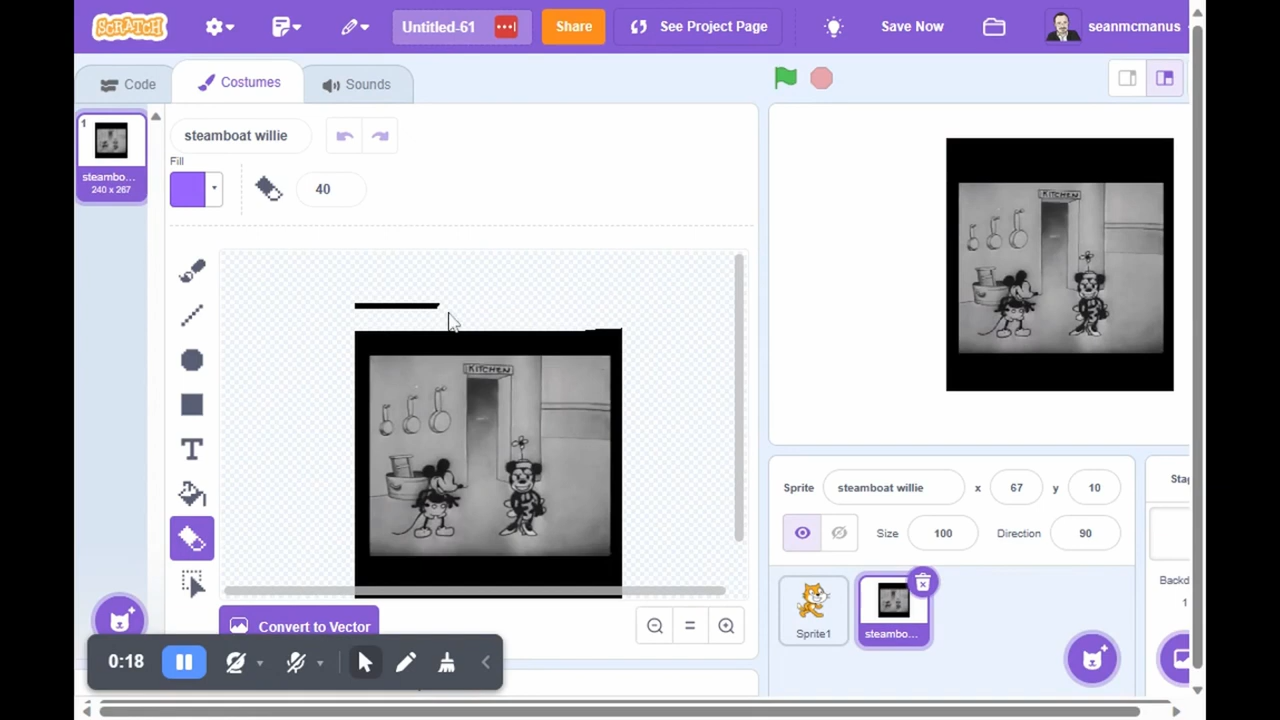 SCRATCH
Untitled-61
Share
See Project Page
Save Now
seanmcmanus
Code
Costumes
Sounds
1
steambo...
240 x 267
steamboat willie
Fill
40
KITCHEN
KITCHEN
Convert to Vector
Sprite
steamboat willie
x
67
y
10
Size
100
Direction
90
Sprite1
steambo...
Stag
Backd
1
0:18